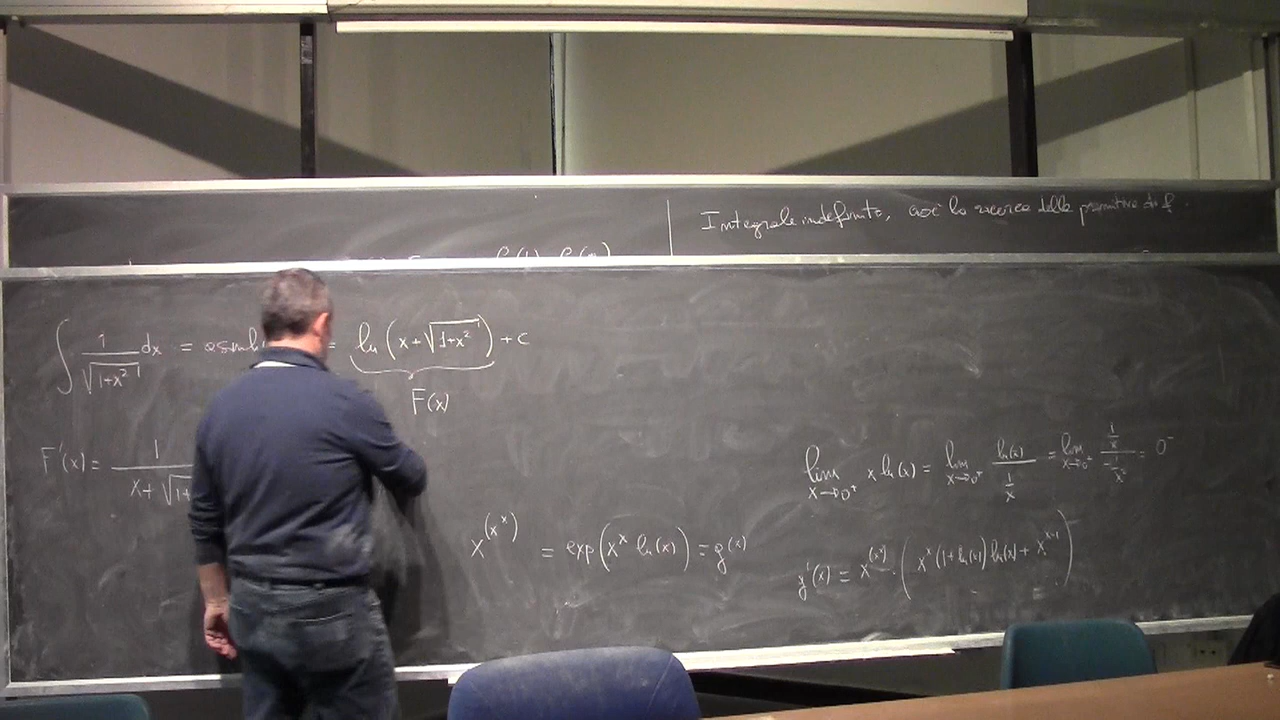 Integrale indefinito, cioè la ricerca delle primitive di f.
∫ 1/√(1+x²) dx = = ln(x+√(1+x²)) + c
F(x)
F'(x) = 1/(x+√(1+
lim x→0⁺ x ln(x) = lim x→0⁺ ln(x)/(1/x) = lim x→0⁺ (1/x)/(-1/x²) = 0⁻
x^(x^x) = exp(x^x ln(x)) = g(x)
g'(x) = x^(x^x) · (x^x (1+ln(x)) ln(x) + x^(x-1))